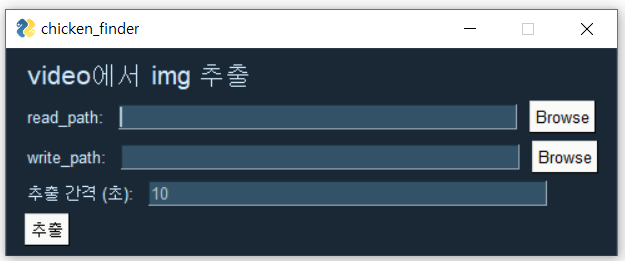 chicken_finder
video에서 img 추출
read_path: Browse
write_path: Browse
추출 간격 (초): 10
추출